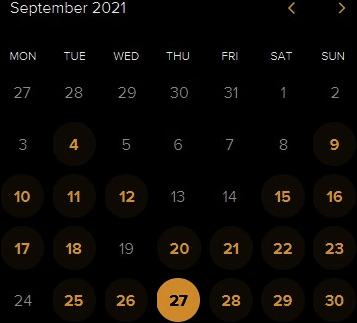 September 2021
MON TUE WED THU FRI SAT SUN
27 28 29 30 31 1 2
3 4 5 6 7 8 9
10 11 12 13 14 15 16
17 18 19 20 21 22 23
24 25 26 27 28 29 30